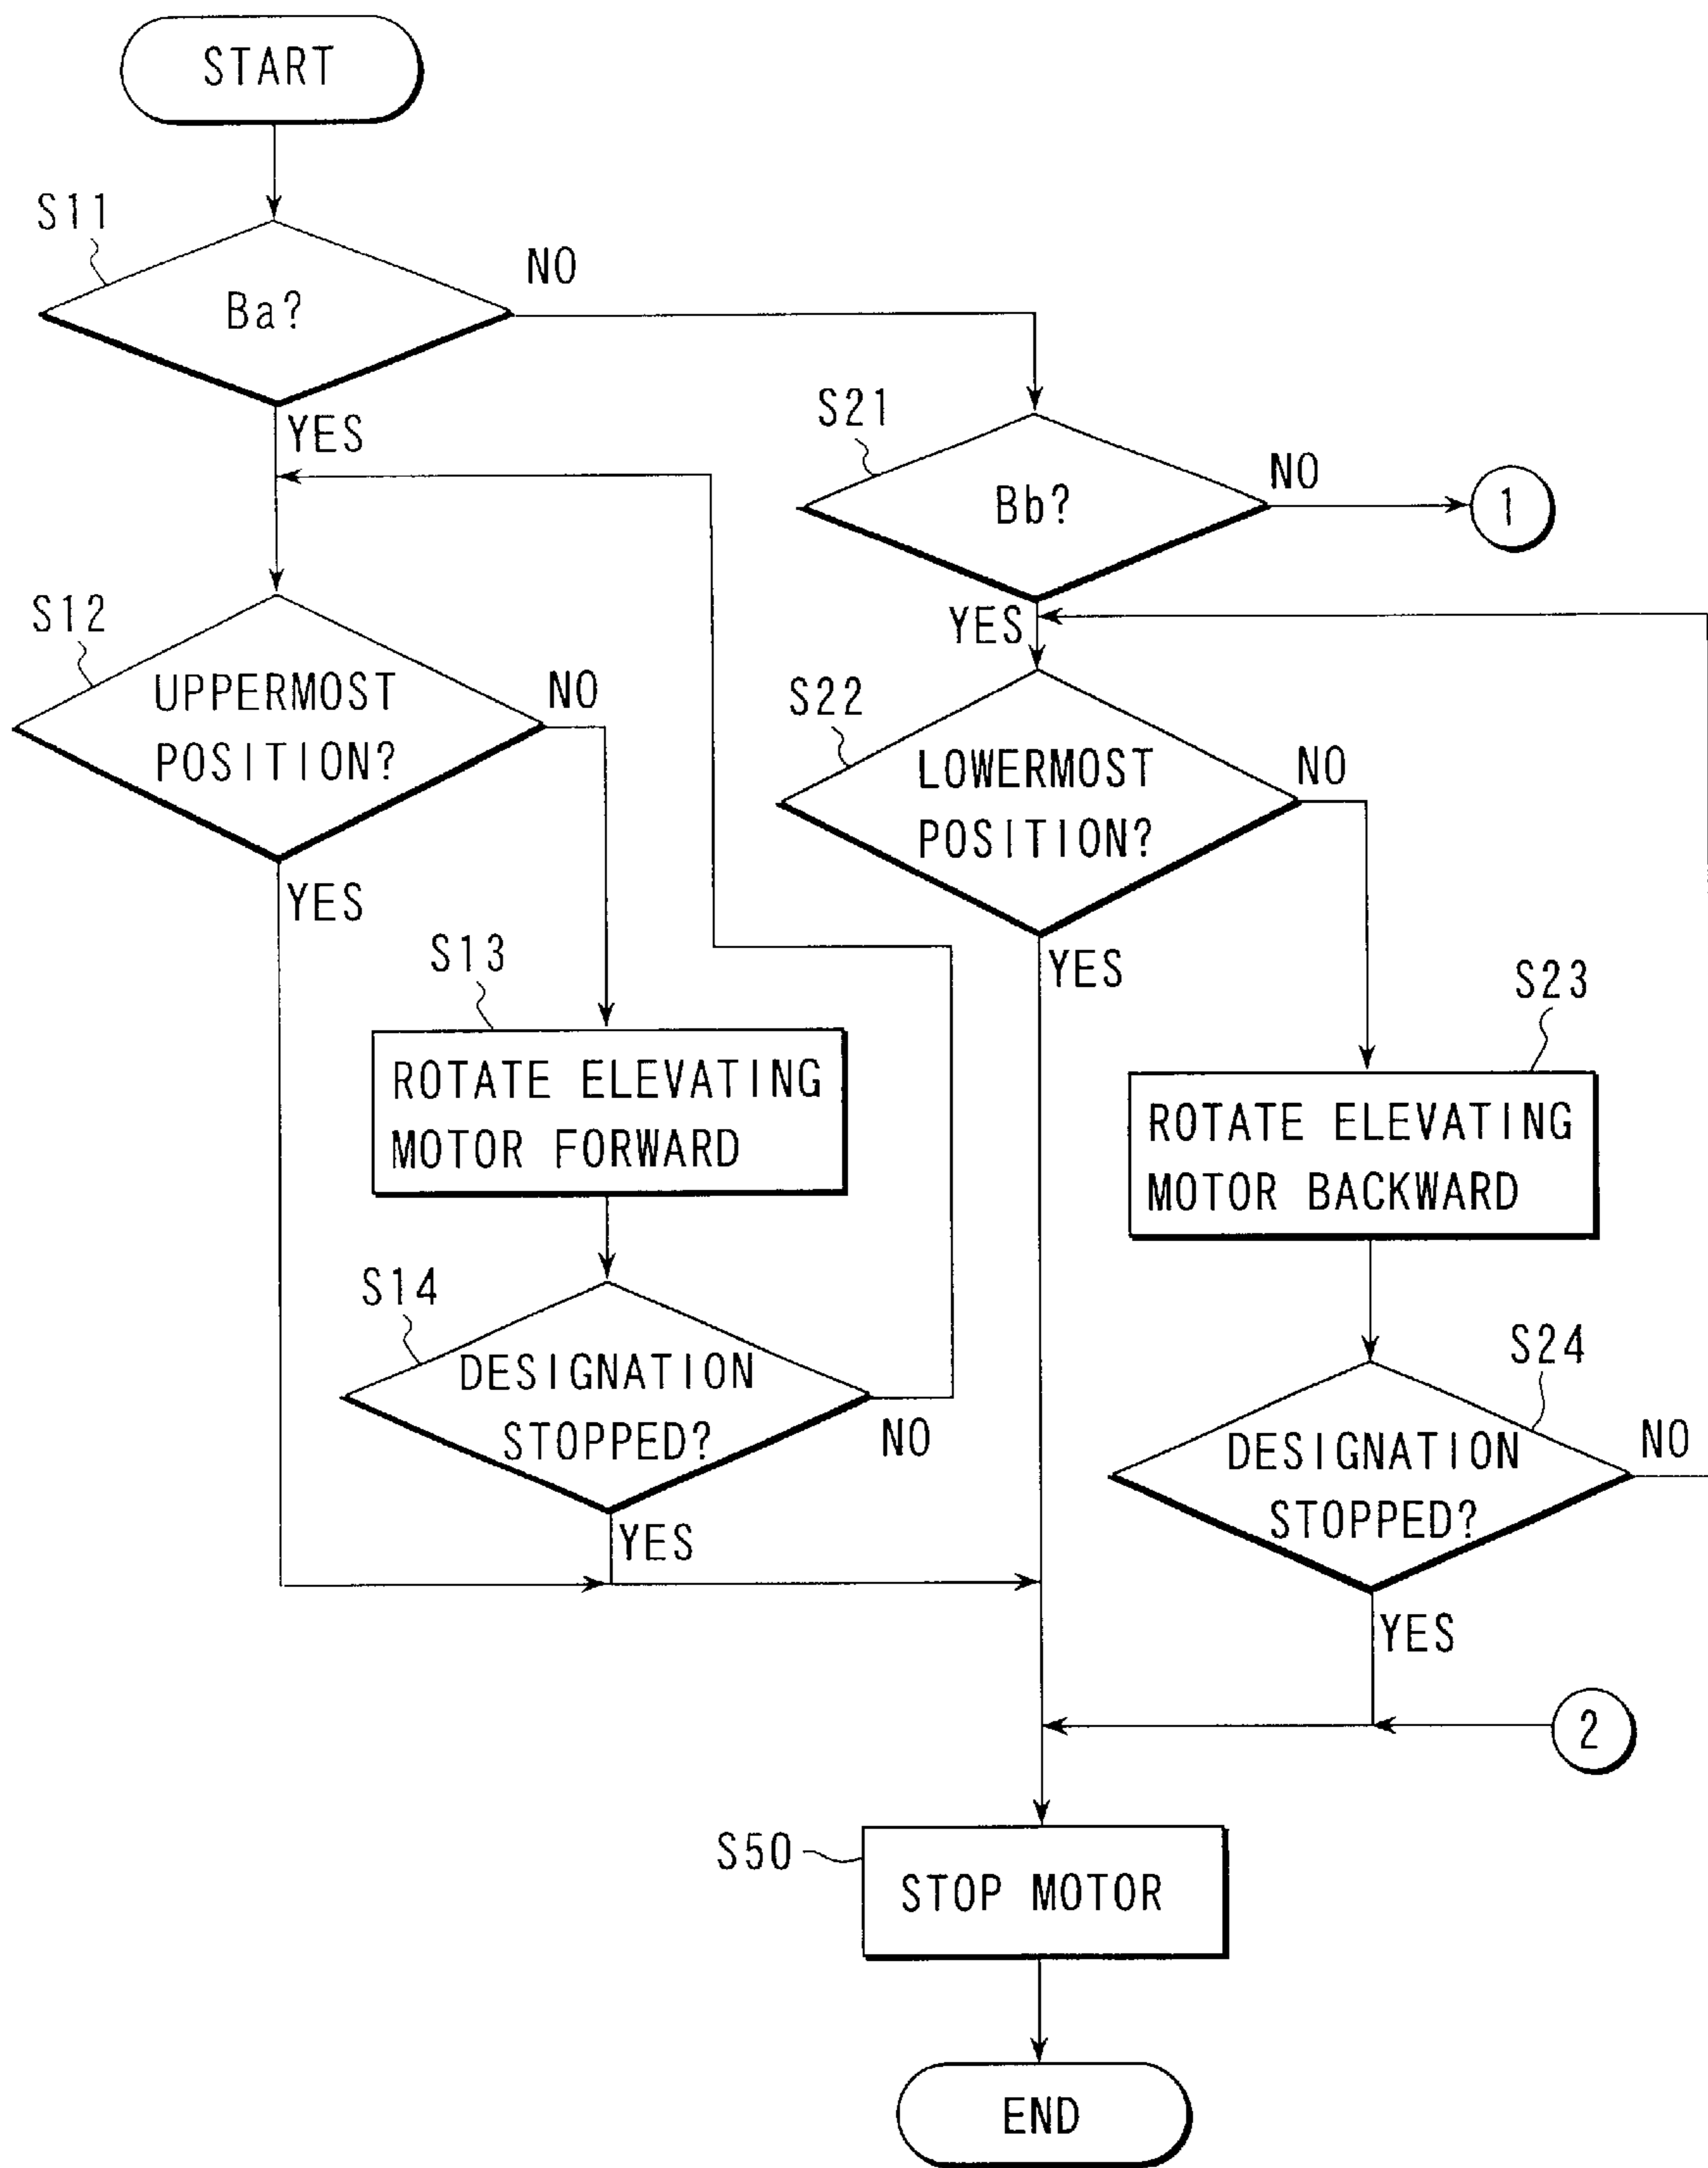 START
S11
Ba?
NO
YES
S21
Bb?
NO
1
YES
S12
UPPERMOST
POSITION?
NO
YES
S22
LOWERMOST
POSITION?
NO
YES
S13
ROTATE ELEVATING
MOTOR FORWARD
S23
ROTATE ELEVATING
MOTOR BACKWARD
S14
DESIGNATION
STOPPED?
NO
YES
S24
DESIGNATION
STOPPED?
NO
YES
2
S50
STOP MOTOR
END